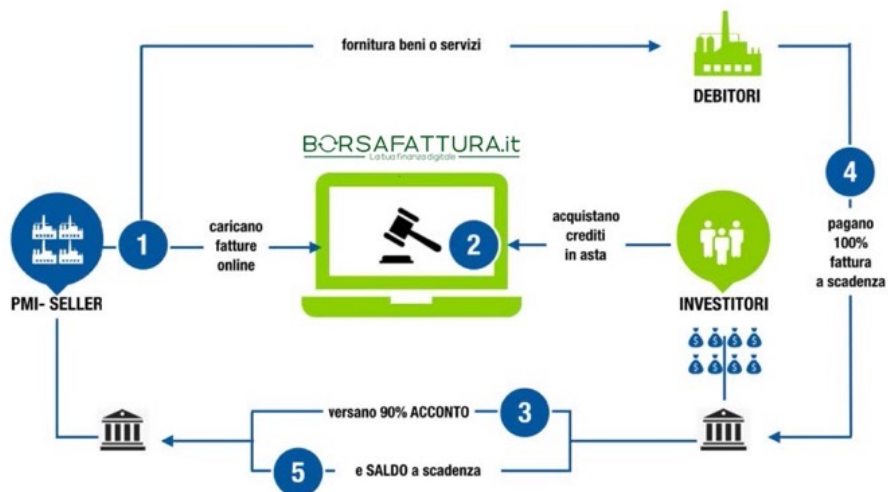 fornitura beni o servizi
DEBITORI
BORSAFATTURA.it
La tua finanza digitale
4
1
caricano
fatture
online
2
acquistano
crediti
in asta
pagano
100%
fattura
a scadenza
PMI- SELLER
INVESTITORI
$ $ $ $
$ $ $ $
versano 90% ACCONTO
3
5
e SALDO a scadenza